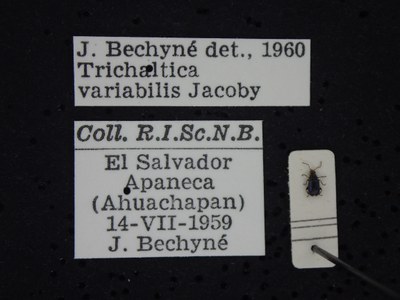 J. Bechyné det., 1960
Trichaltica
variabilis Jacoby
Coll. R.I.Sc.N.B.
El Salvador
Apaneca
(Ahuachapan)
14-VII-1959
J. Bechyné